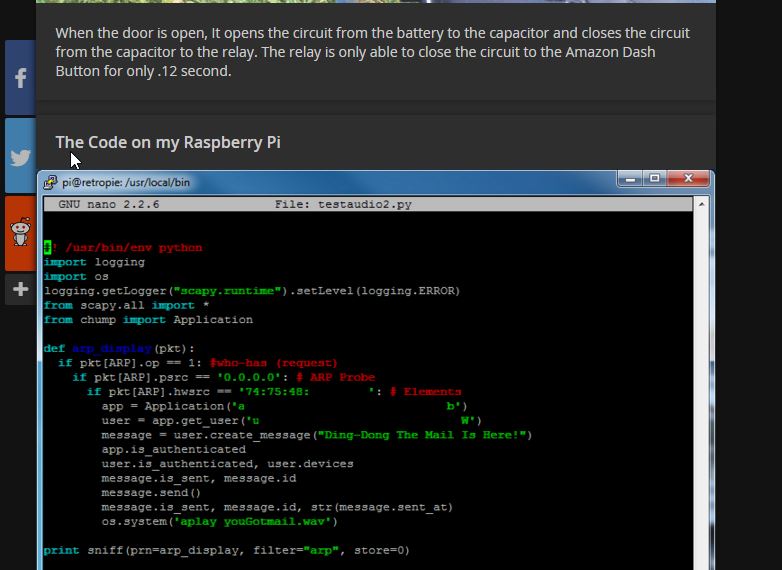 When the door is open, It opens the circuit from the battery to the capacitor and closes the circuit
from the capacitor to the relay. The relay is only able to close the circuit to the Amazon Dash
Button for only .12 second.
The Code on my Raspberry Pi
pi@retropie: /usr/local/bin
GNU nano 2.2.6 File: testaudio2.py
#! /usr/bin/env python
import logging
import os
logging.getLogger("scapy.runtime").setLevel(logging.ERROR)
from scapy.all import *
from chump import Application
def arp_display(pkt):
if pkt[ARP].op == 1: #who-has (request)
if pkt[ARP].psrc == '0.0.0.0': # ARP Probe
if pkt[ARP].hwsrc == '74:75:48: ': # Elements
app = Application('a b')
user = app.get_user('u W')
message = user.create_message("Ding-Dong The Mail Is Here!")
app.is_authenticated
user.is_authenticated, user.devices
message.is_sent, message.id
message.send()
message.is_sent, message.id, str(message.sent_at)
os.system('aplay youGotmail.wav')
print sniff(prn=arp_display, filter="arp", store=0)